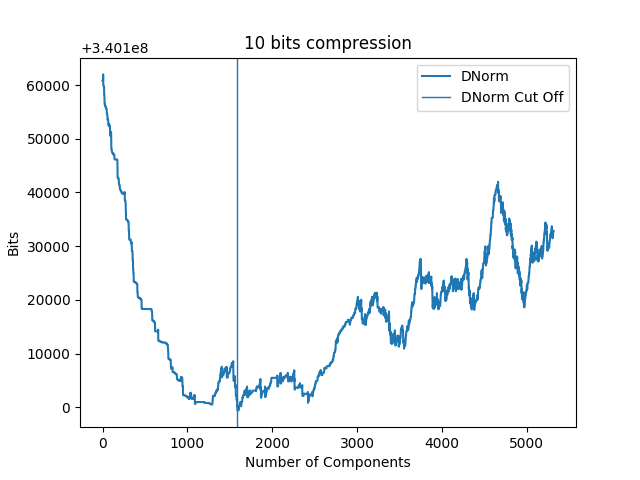 10 bits compression
+3.401e8
DNorm
DNorm Cut Off
60000
50000
40000
30000
20000
10000
0
Bits
0 1000 2000 3000 4000 5000
Number of Components